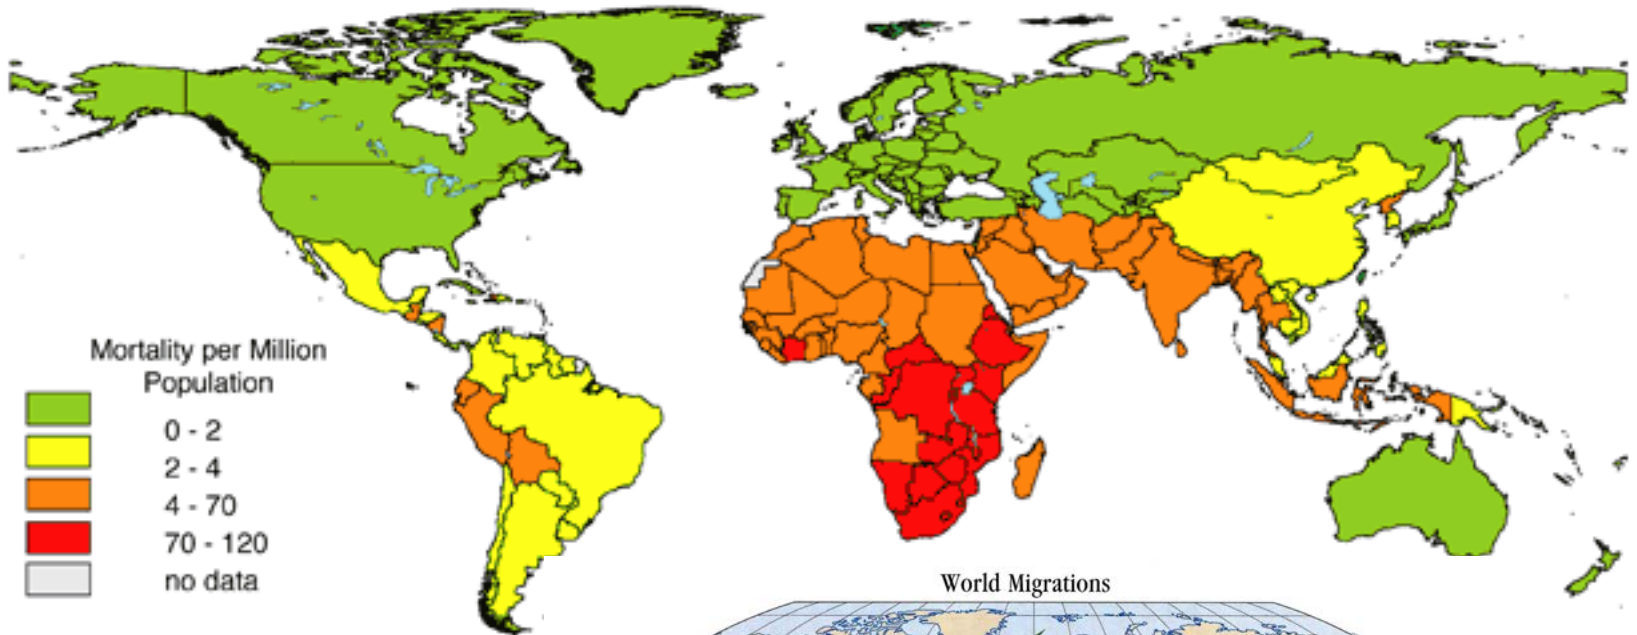 Mortality per Million
Population
0 - 2
2 - 4
4 - 70
70 - 120
no data
World Migrations